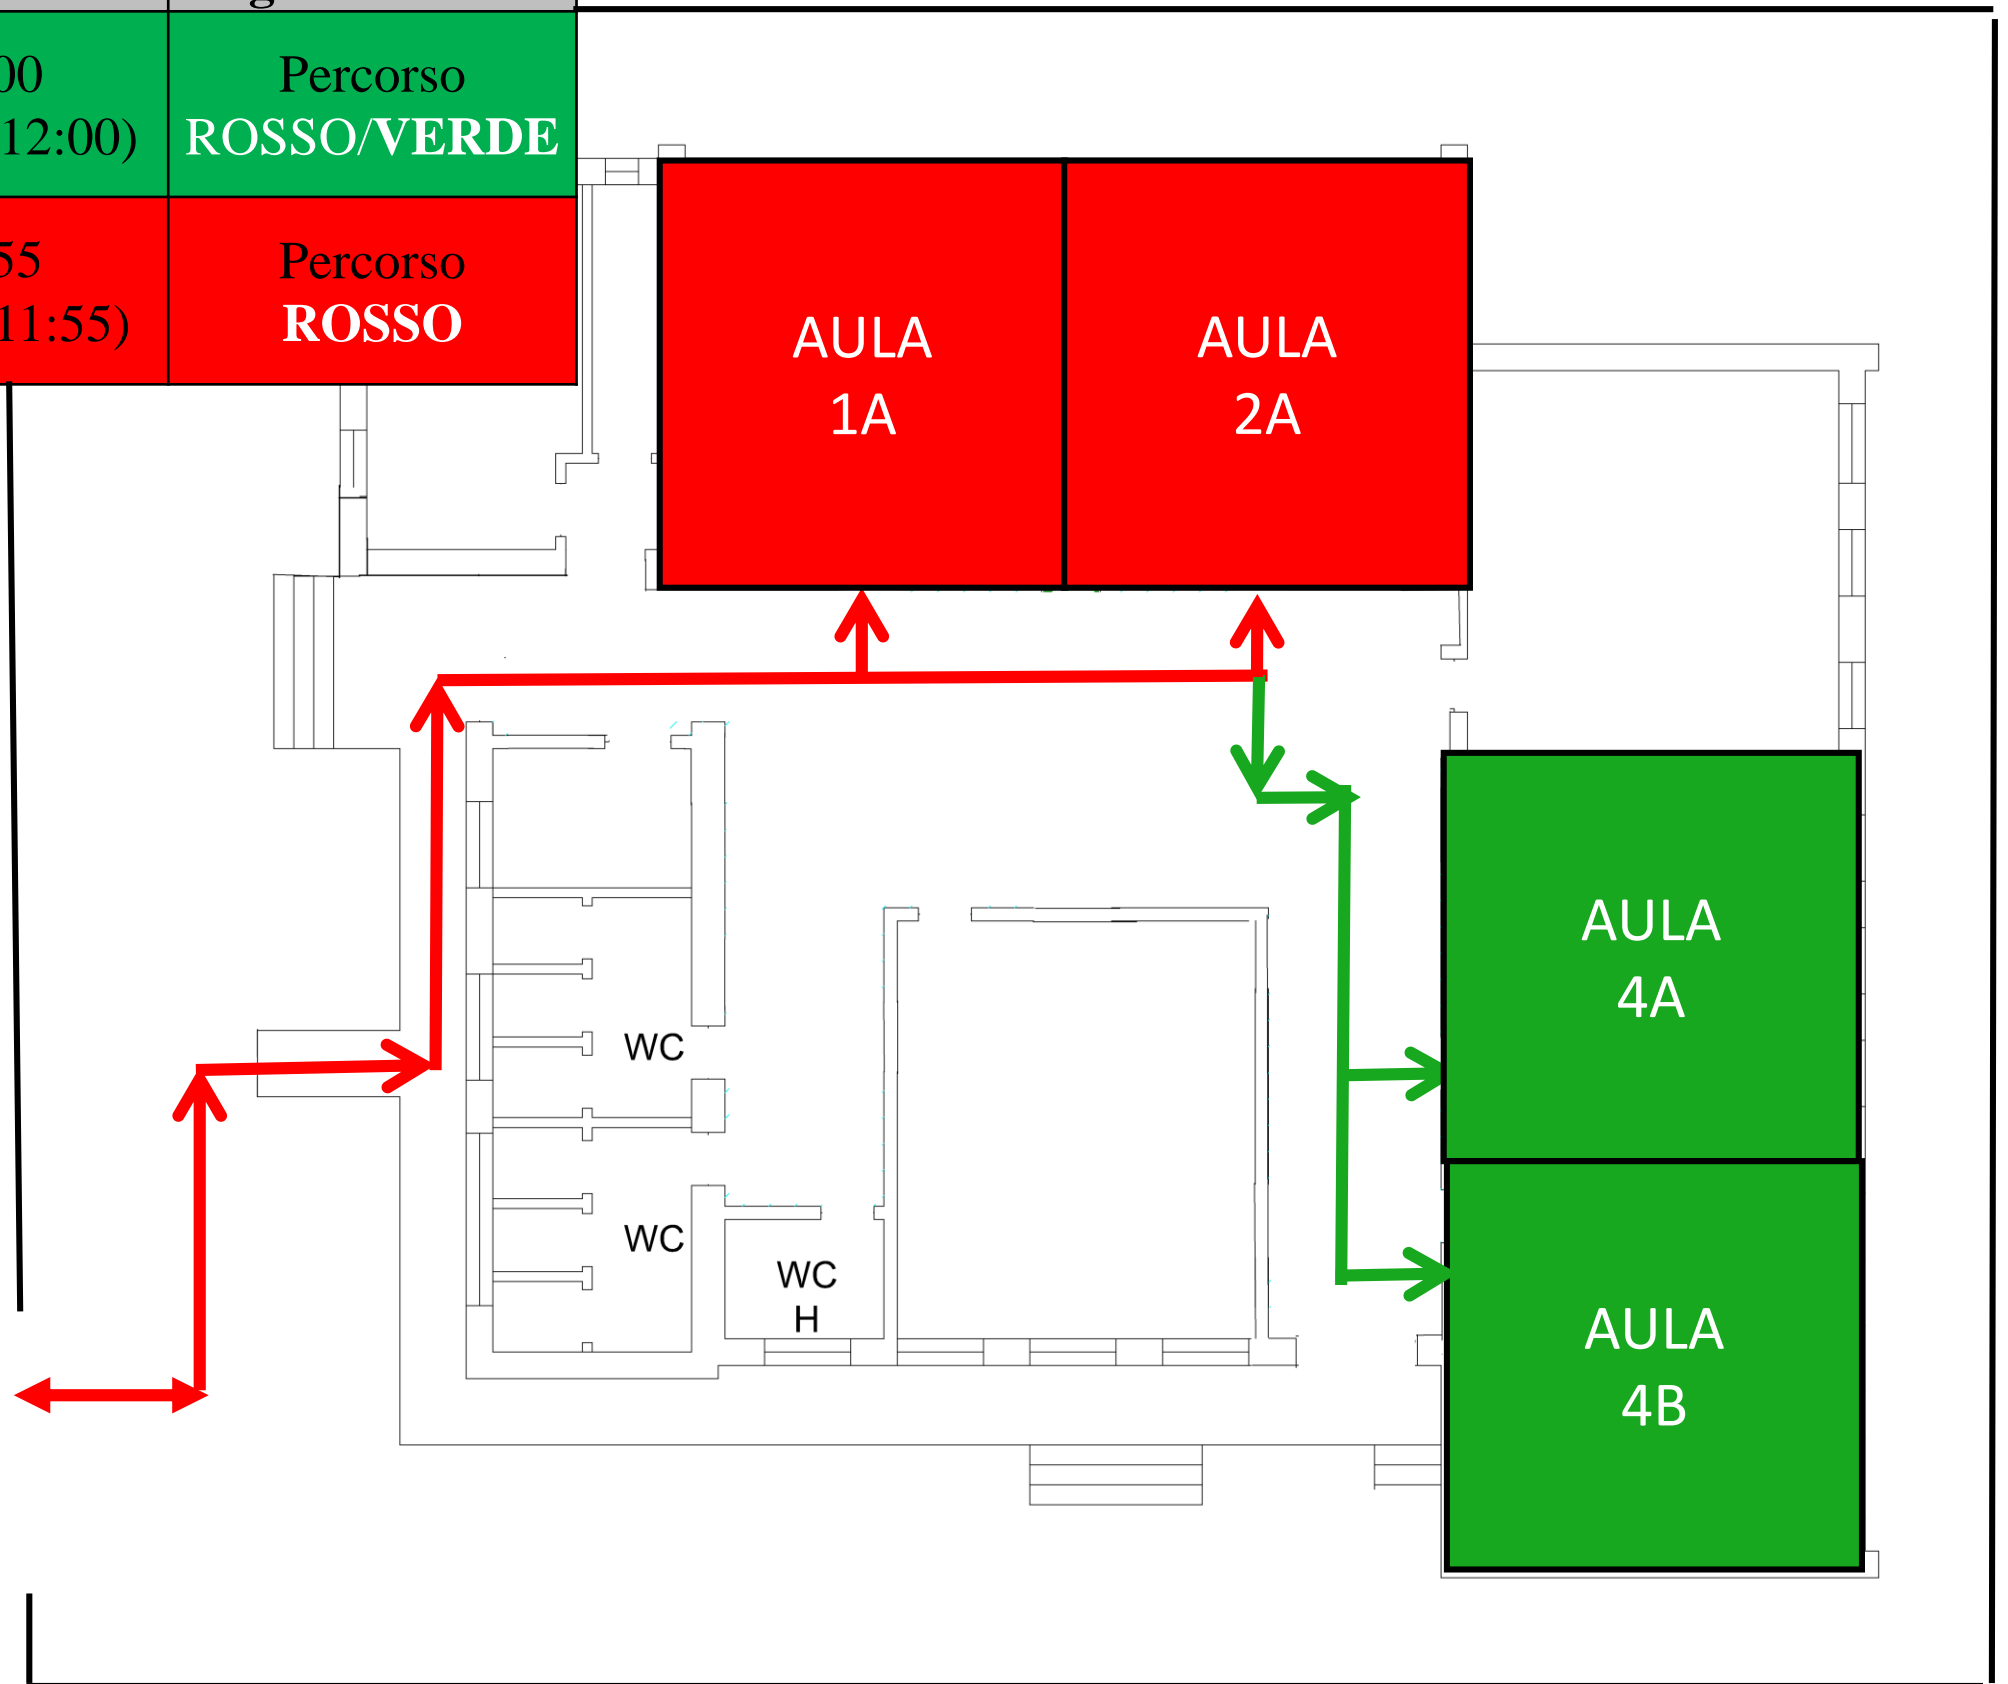 00
12:00)
Percorso
ROSSO/VERDE
55
11:55)
Percorso
ROSSO
AULA
1A
AULA
2A
AULA
4A
WC
WC
WC
H
AULA
4B